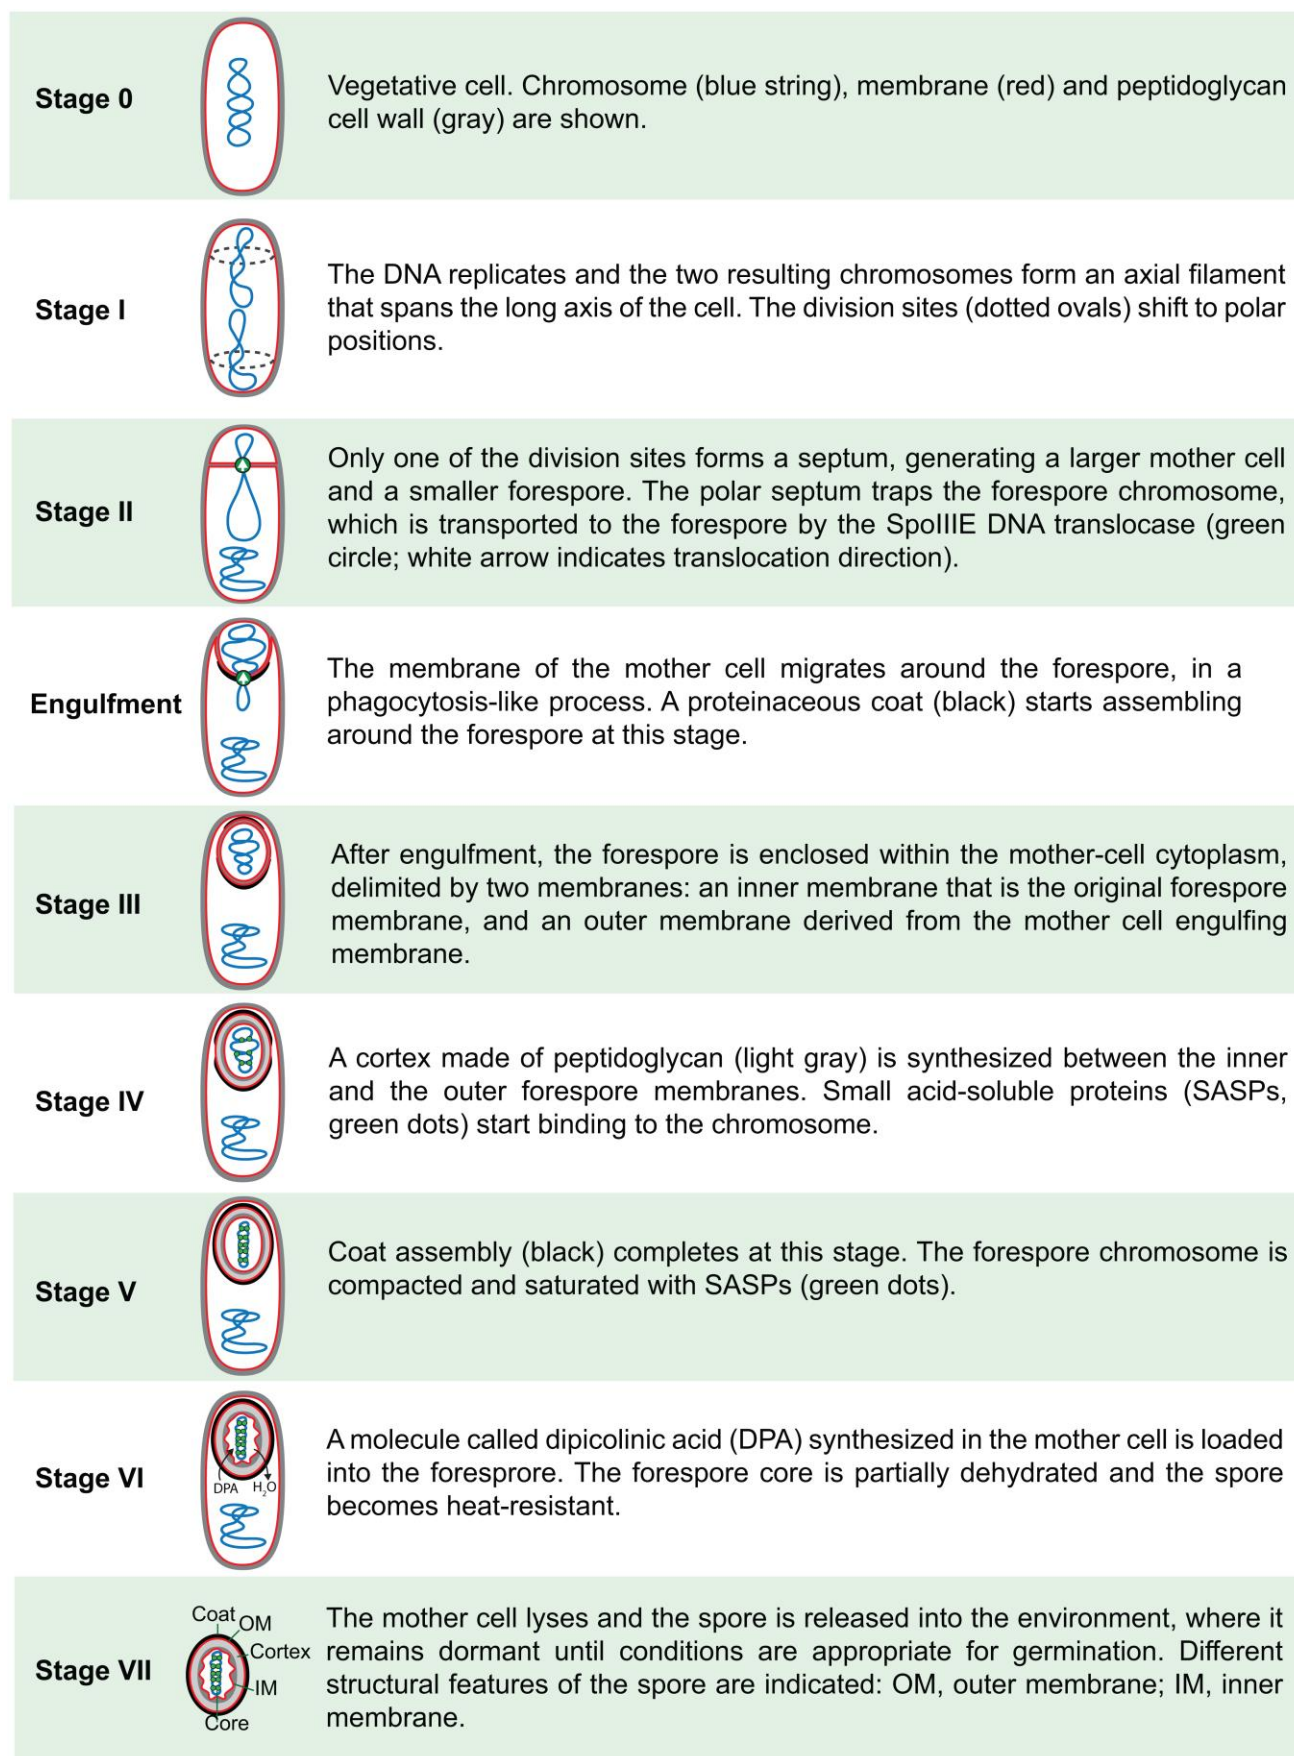 Stage 0
Vegetative cell. Chromosome (blue string), membrane (red) and peptidoglycan
cell wall (gray) are shown.
Stage I
The DNA replicates and the two resulting chromosomes form an axial filament
that spans the long axis of the cell. The division sites (dotted ovals) shift to polar
positions.
Stage II
Only one of the division sites forms a septum, generating a larger mother cell
and a smaller forespore. The polar septum traps the forespore chromosome,
which is transported to the forespore by the SpoIIIE DNA translocase (green
circle; white arrow indicates translocation direction).
Engulfment
The membrane of the mother cell migrates around the forespore, in a
phagocytosis-like process. A proteinaceous coat (black) starts assembling
around the forespore at this stage.
Stage III
After engulfment, the forespore is enclosed within the mother-cell cytoplasm,
delimited by two membranes: an inner membrane that is the original forespore
membrane, and an outer membrane derived from the mother cell engulfing
membrane.
Stage IV
A cortex made of peptidoglycan (light gray) is synthesized between the inner
and the outer forespore membranes. Small acid-soluble proteins (SASPs,
green dots) start binding to the chromosome.
Stage V
Coat assembly (black) completes at this stage. The forespore chromosome is
compacted and saturated with SASPs (green dots).
Stage VI
DPA H2O
A molecule called dipicolinic acid (DPA) synthesized in the mother cell is loaded
into the foresprore. The forespore core is partially dehydrated and the spore
becomes heat-resistant.
Stage VII
Coat
OM
Cortex
IM
Core
The mother cell lyses and the spore is released into the environment, where it
remains dormant until conditions are appropriate for germination. Different
structural features of the spore are indicated: OM, outer membrane; IM, inner
membrane.